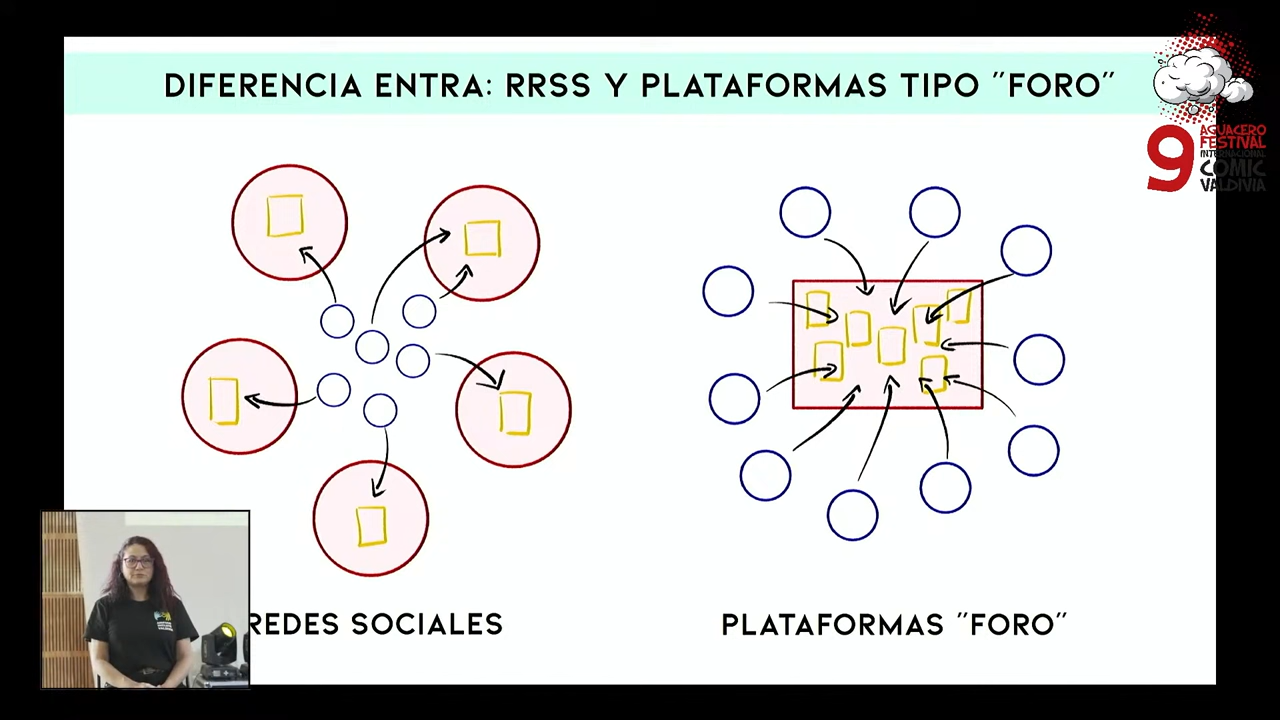 DIFERENCIA ENTRA: RRSS Y PLATAFORMAS TIPO "FORO"
9
AGUACERO
FESTIVAL
INTERNACIONAL
COMIC
VALDIVIA
REDES SOCIALES
PLATAFORMAS "FORO"